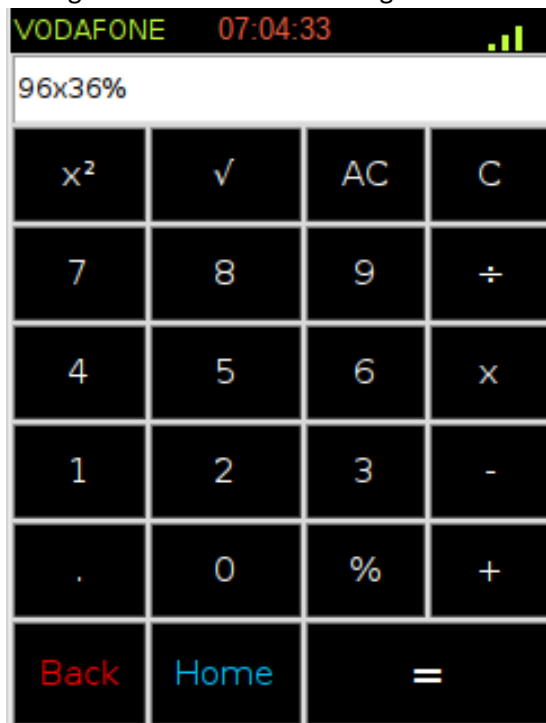 VODAFONE 07:04:33
96x36%
x² √ AC C
7 8 9 ÷
4 5 6 x
1 2 3 -
. 0 % +
Back Home =